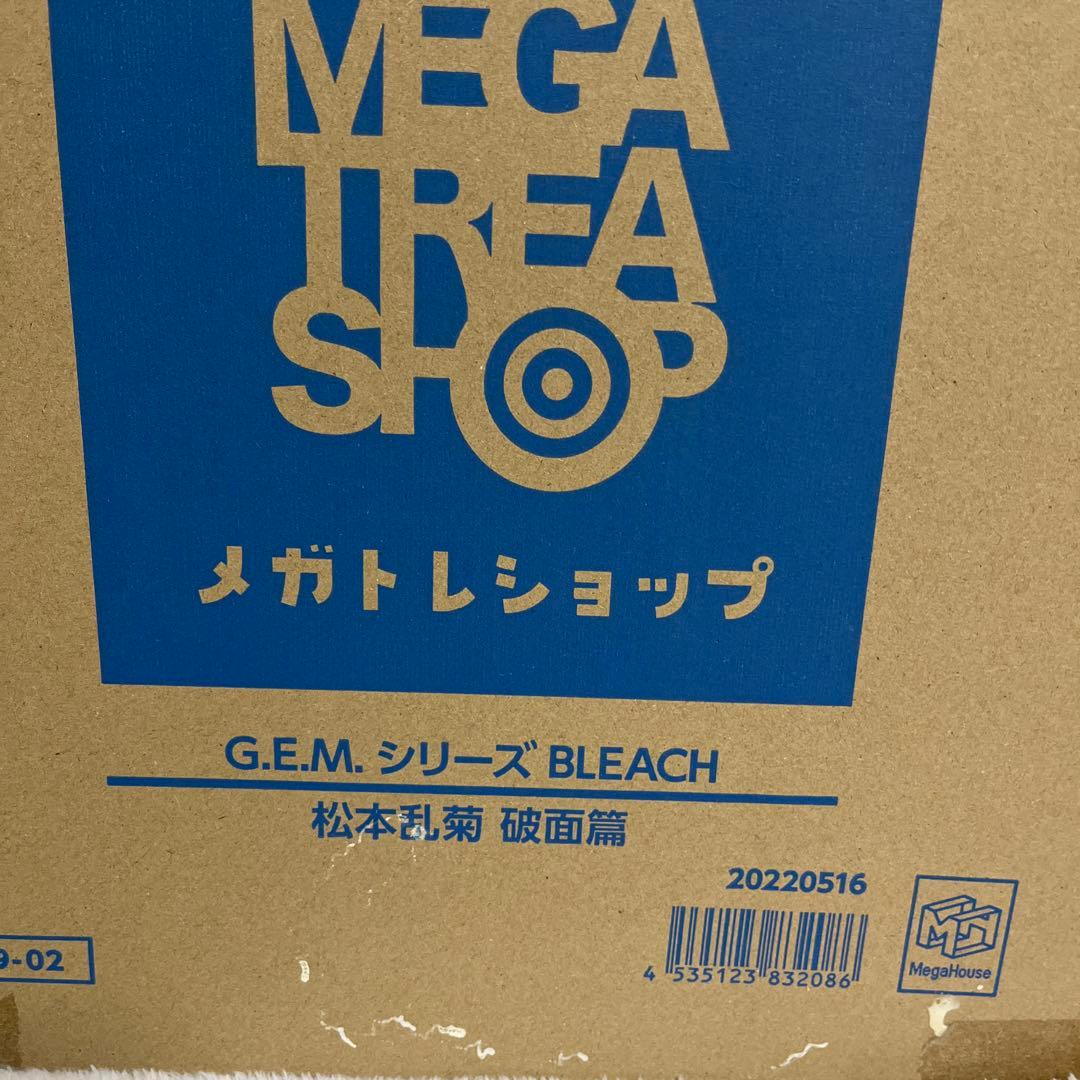 MEGA
TREA
SHOP
メガトレショップ
G.E.M. シリーズ BLEACH
松本乱菊 破面篇
20220516
4 535123 832086
9-02
MegaHouse